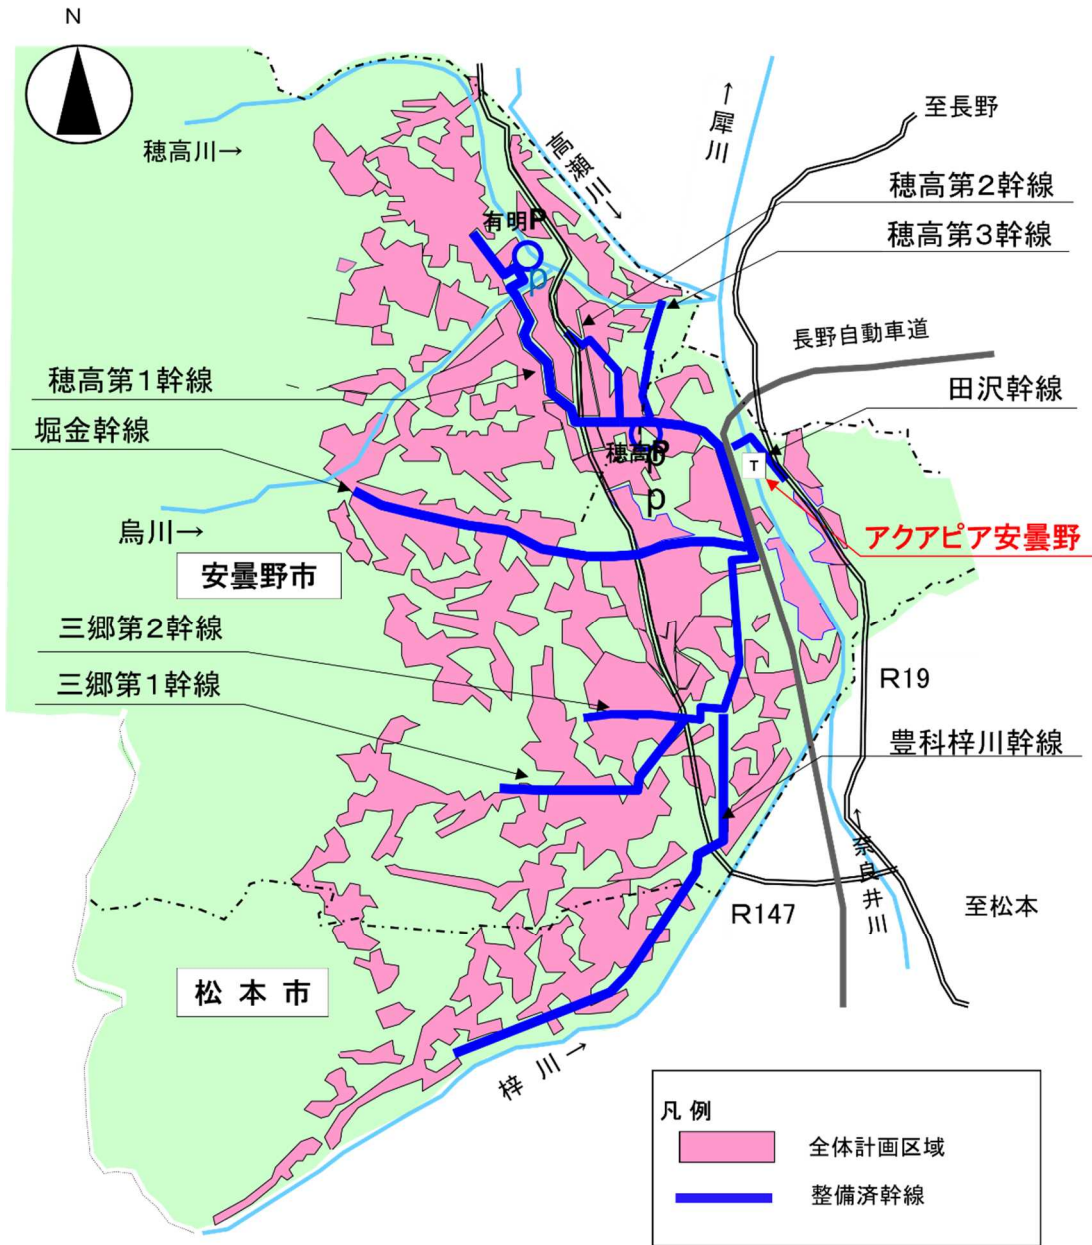 N
穂高川→
高瀬川→
←犀川
至長野
穂高第2幹線
穂高第3幹線
有明P
p
長野自動車道
穂高第1幹線
田沢幹線
堀金幹線
穂高P
p
p
T
烏川→
アクアピア安曇野
安曇野市
三郷第2幹線
三郷第1幹線
R19
豊科梓川幹線
←奈良井川
R147
至松本
松本市
梓川→
凡例
全体計画区域
整備済幹線